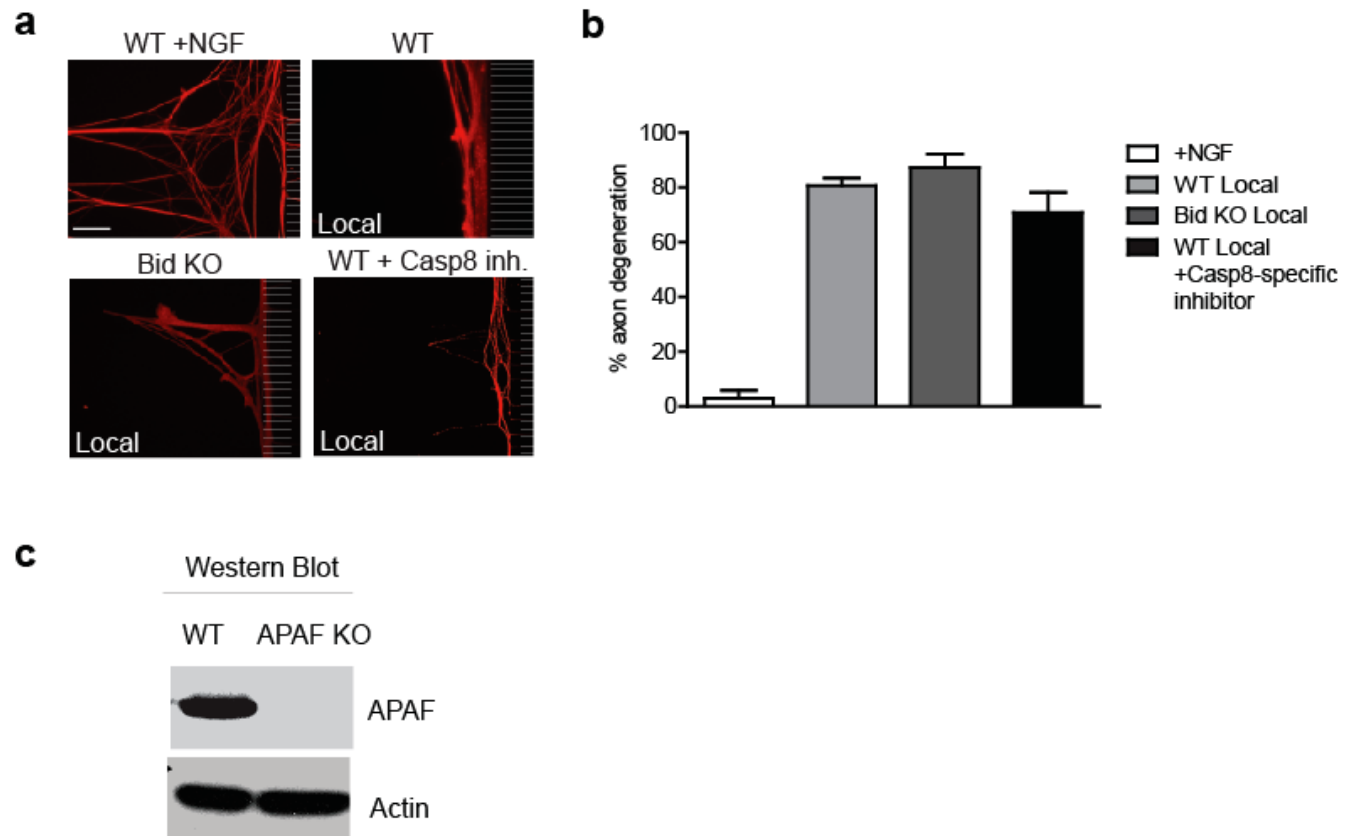 a
WT +NGF
WT
Local
Bid KO
WT + Casp8 inh.
Local
Local
b
100
80
60
40
20
0
% axon degeneration
+NGF
WT Local
Bid KO Local
WT Local
+Casp8-specific
inhibitor
c
Western Blot
WT
APAF KO
APAF
Actin